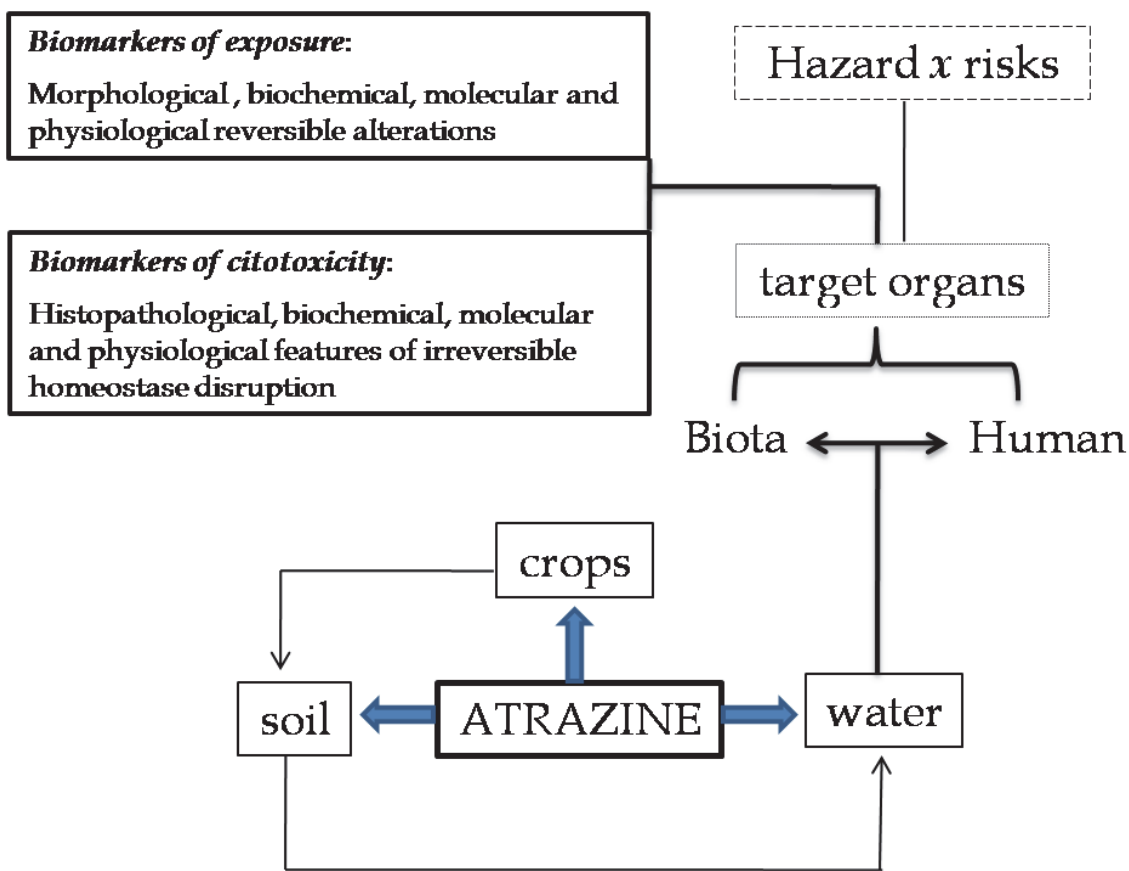 Biomarkers of exposure:
Morphological , biochemical, molecular and
physiological reversible alterations
Hazard x risks
Biomarkers of citotoxicity:
Histopathological, biochemical, molecular
and physiological features of irreversible
homeostase disruption
target organs
Biota
Human
crops
soil
ATRAZINE
water